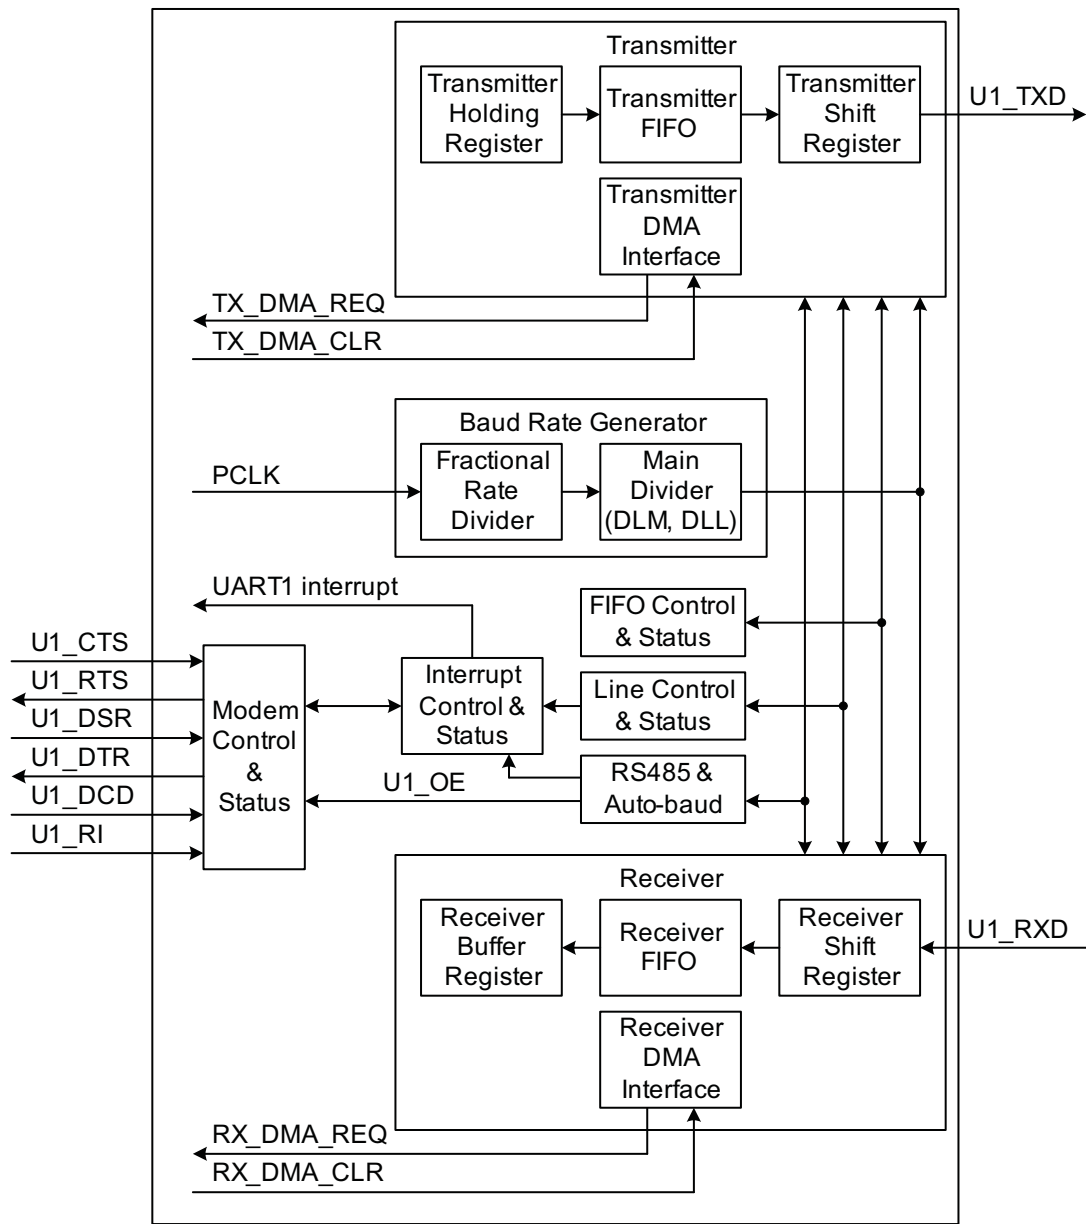 Transmitter
Transmitter
Holding
Register
Transmitter
FIFO
Transmitter
Shift
Register
U1_TXD
Transmitter
DMA
Interface
TX_DMA_REQ
TX_DMA_CLR
Baud Rate Generator
PCLK
Fractional
Rate
Divider
Main
Divider
(DLM, DLL)
UART1 interrupt
FIFO Control
& Status
U1_CTS
U1_RTS
U1_DSR
U1_DTR
U1_DCD
U1_RI
Modem
Control
&
Status
Interrupt
Control &
Status
Line Control
& Status
U1_OE
RS485 &
Auto-baud
Receiver
Receiver
Buffer
Register
Receiver
FIFO
Receiver
Shift
Register
U1_RXD
Receiver
DMA
Interface
RX_DMA_REQ
RX_DMA_CLR